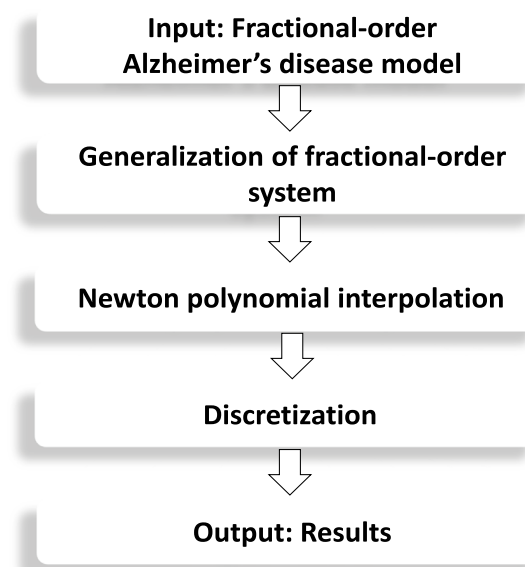 Input: Fractional-order
Alzheimer’s disease model
Generalization of fractional-order
system
Newton polynomial interpolation
Discretization
Output: Results